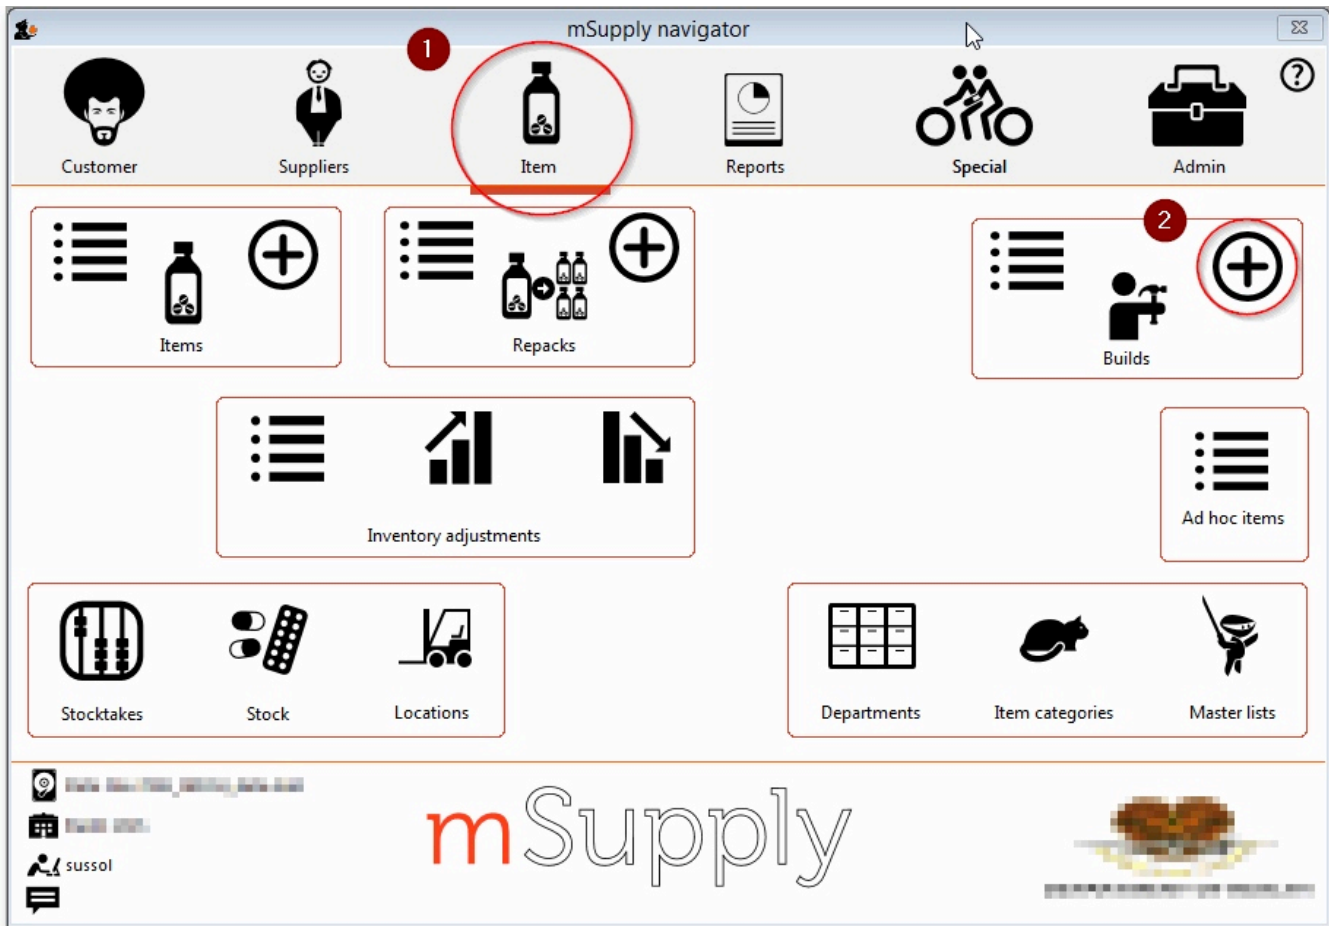 mSupply navigator
1
Customer
Suppliers
Item
Reports
Special
Admin
?
2
Items
Repacks
Builds
Inventory adjustments
Ad hoc items
Stocktakes
Stock
Locations
Departments
Item categories
Master lists
sussol
mSupply